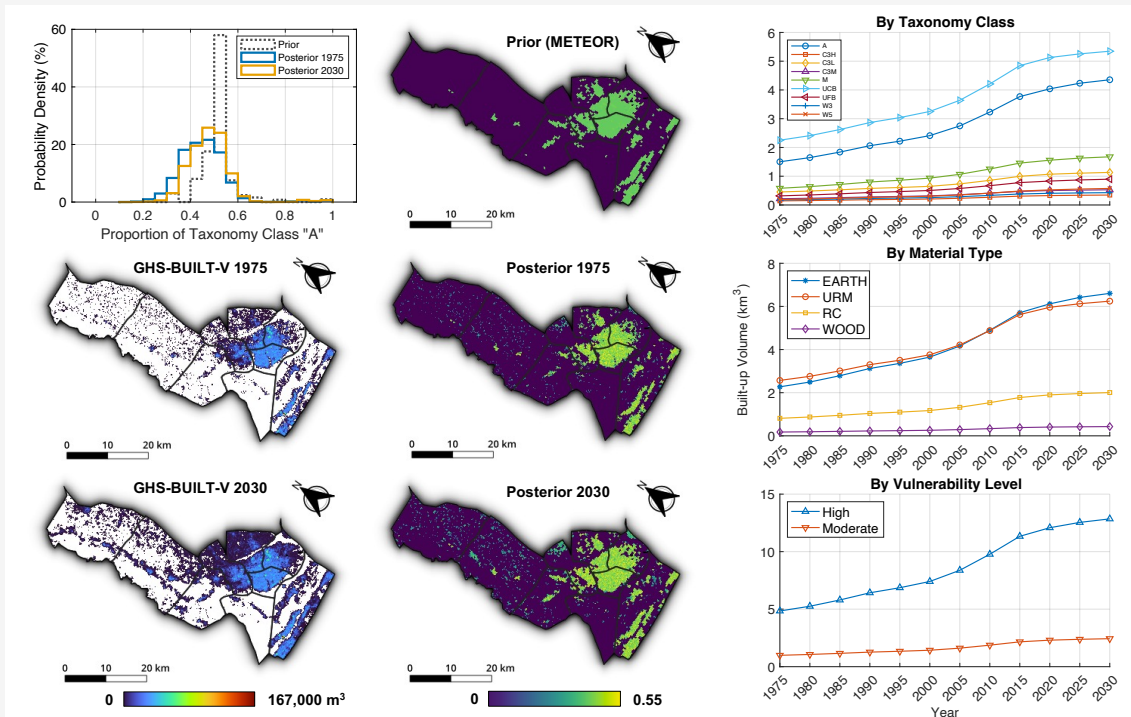 60
40
20
0
Probability Density (%)
Prior
Posterior 1975
Posterior 2030
0
0.2
0.4
0.6
0.8
1
Proportion of Taxonomy Class "A"
Prior (METEOR)
N
0
10
20 km
By Taxonomy Class
6
5
4
3
2
1
0
A
C3H
C3L
C3M
M
UCB
UFB
W3
W5
1975
1980
1985
1990
1995
2000
2005
2010
2015
2020
2025
2030
GHS-BUILT-V 1975
N
0
10
20 km
Posterior 1975
N
0
10
20 km
By Material Type
8
6
4
2
0
Built-up Volume (km³)
EARTH
URM
RC
WOOD
1975
1980
1985
1990
1995
2000
2005
2010
2015
2020
2025
2030
GHS-BUILT-V 2030
N
0
10
20 km
0
167,000 m³
Posterior 2030
N
0
10
20 km
0
0.55
By Vulnerability Level
15
10
5
0
High
Moderate
1975
1980
1985
1990
1995
2000
2005
2010
2015
2020
2025
2030
Year